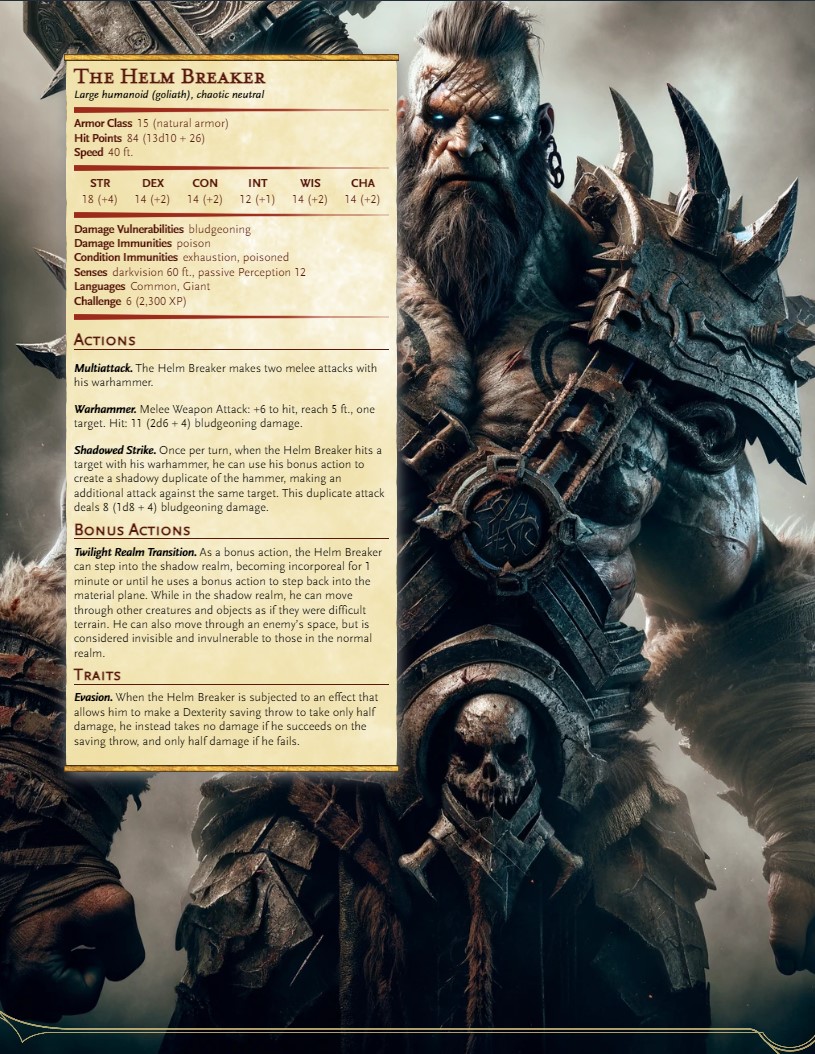 The Helm Breaker
Large humanoid (goliath), chaotic neutral
Armor Class 15 (natural armor)
Hit Points 84 (13d10 + 26)
Speed 40 ft.
STR DEX CON INT WIS CHA
18 (+4) 14 (+2) 14 (+2) 12 (+1) 14 (+2) 14 (+2)
Damage Vulnerabilities bludgeoning
Damage Immunities poison
Condition Immunities exhaustion, poisoned
Senses darkvision 60 ft., passive Perception 12
Languages Common, Giant
Challenge 6 (2,300 XP)
Actions
Multiattack. The Helm Breaker makes two melee attacks with
his warhammer.
Warhammer. Melee Weapon Attack: +6 to hit, reach 5 ft., one
target. Hit: 11 (2d6 + 4) bludgeoning damage.
Shadowed Strike. Once per turn, when the Helm Breaker hits a
target with his warhammer, he can use his bonus action to
create a shadowy duplicate of the hammer, making an
additional attack against the same target. This duplicate attack
deals 8 (1d8 + 4) bludgeoning damage.
Bonus Actions
Twilight Realm Transition. As a bonus action, the Helm Breaker
can step into the shadow realm, becoming incorporeal for 1
minute or until he uses a bonus action to step back into the
material plane. While in the shadow realm, he can move
through other creatures and objects as if they were difficult
terrain. He can also move through an enemy's space, but is
considered invisible and invulnerable to those in the normal
realm.
Traits
Evasion. When the Helm Breaker is subjected to an effect that
allows him to make a Dexterity saving throw to take only half
damage, he instead takes no damage if he succeeds on the
saving throw, and only half damage if he fails.